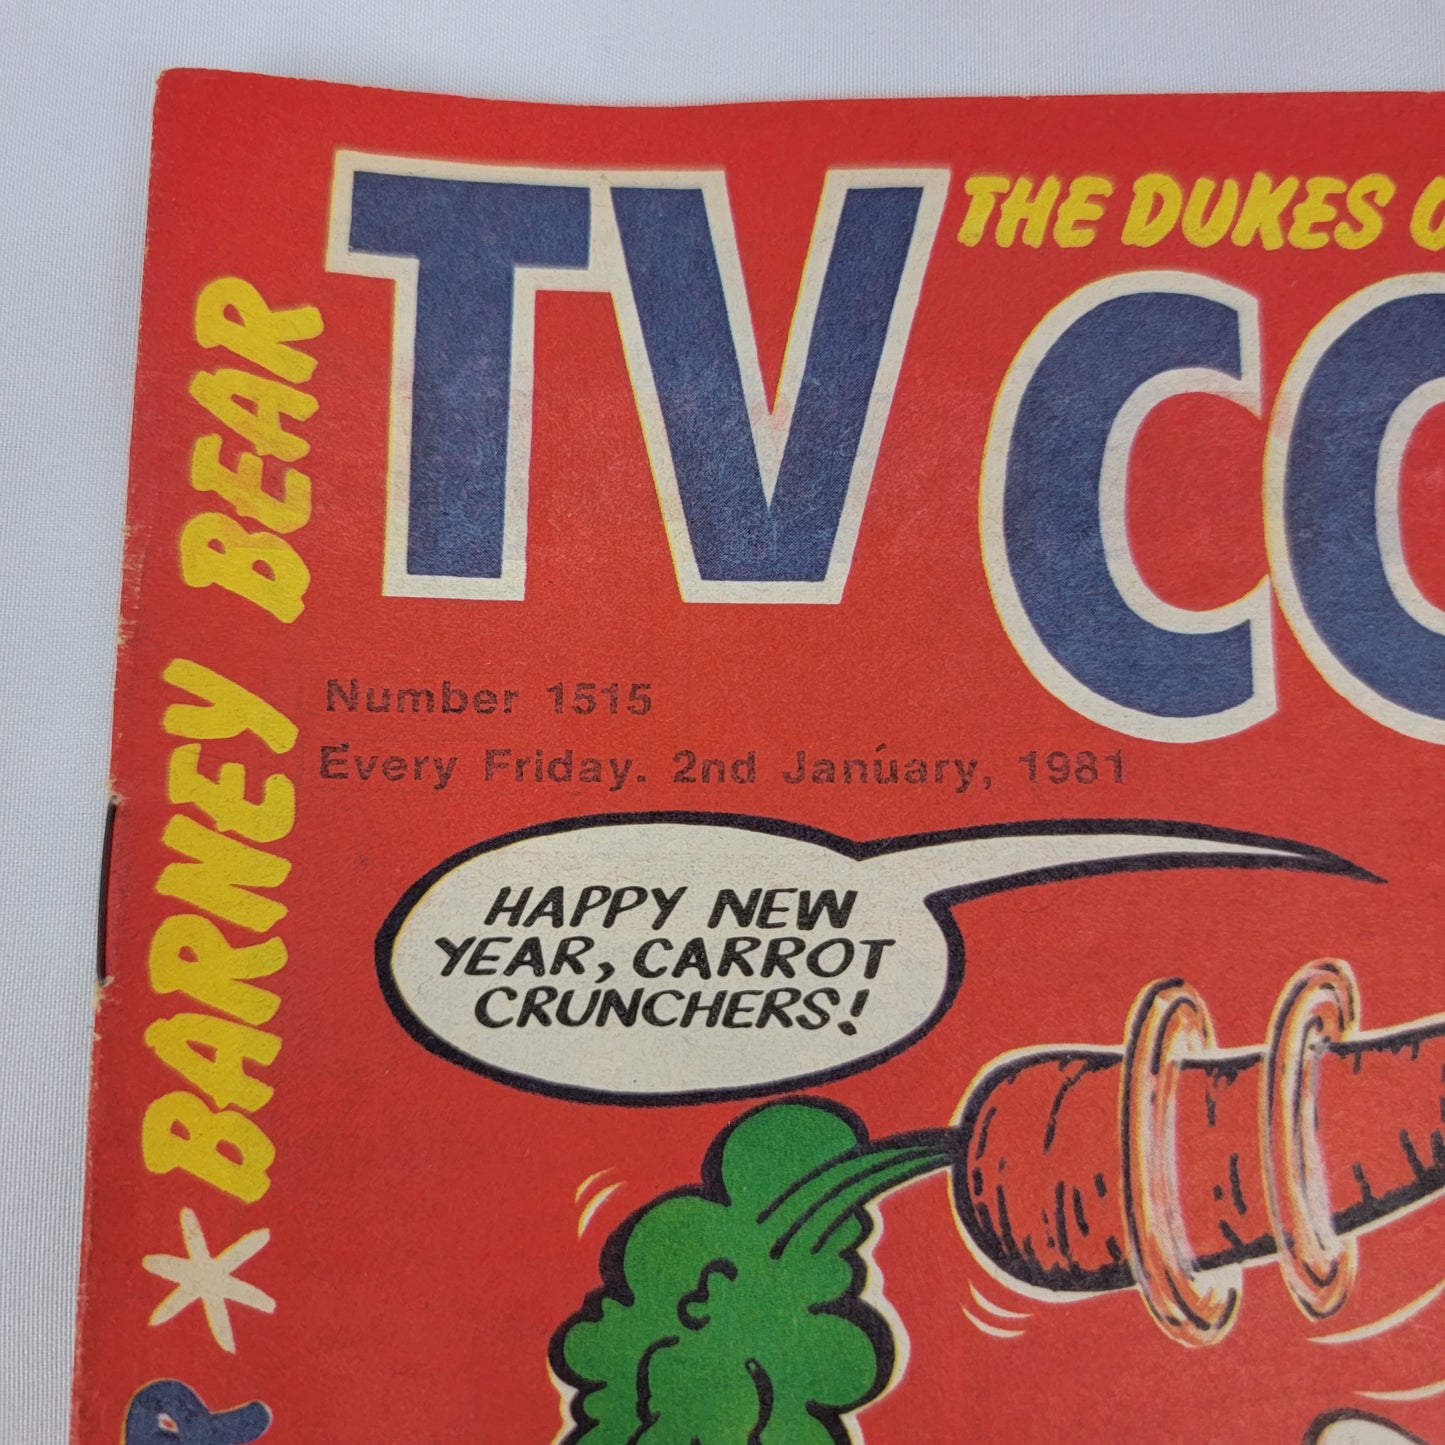 THE DUKES
TV CO
Number 1515
Every Friday. 2nd January, 1981
HAPPY NEW
YEAR, CARROT
CRUNCHERS!
*BARNEY BEAR
R